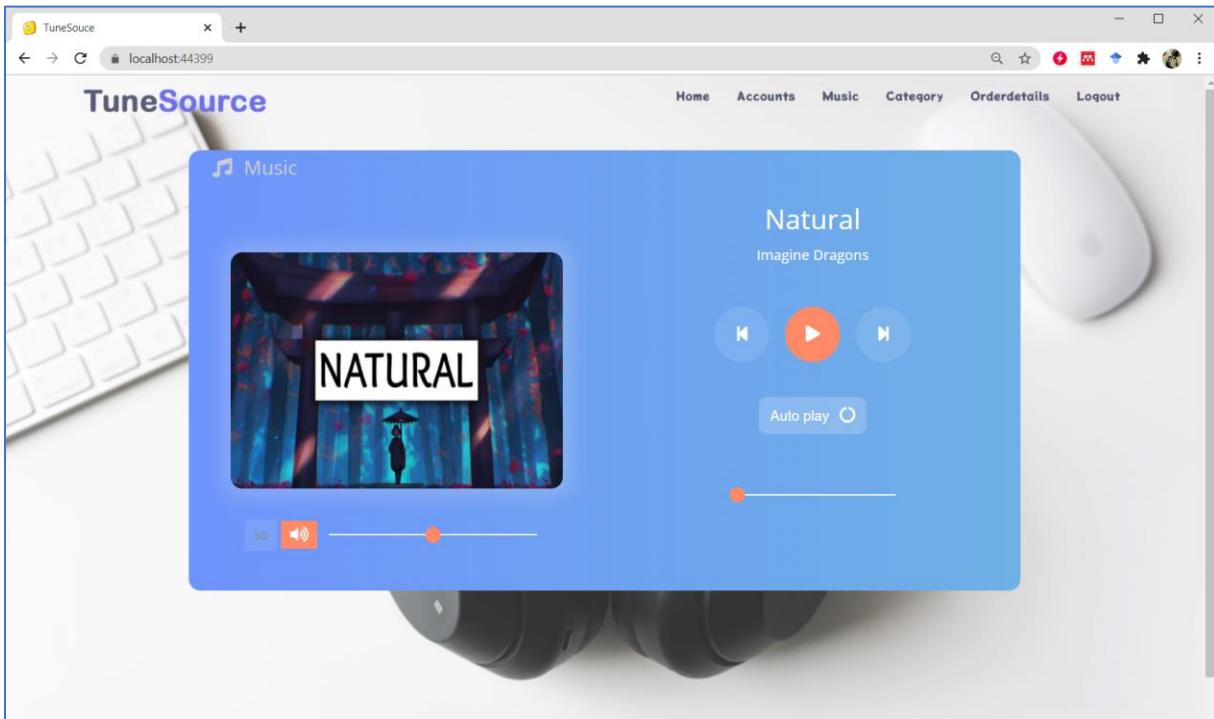 TuneSouce
localhost:44399
TuneSource
Home Accounts Music Category Orderdetails Logout
Music
Natural
Imagine Dragons
NATURAL
Auto play
50